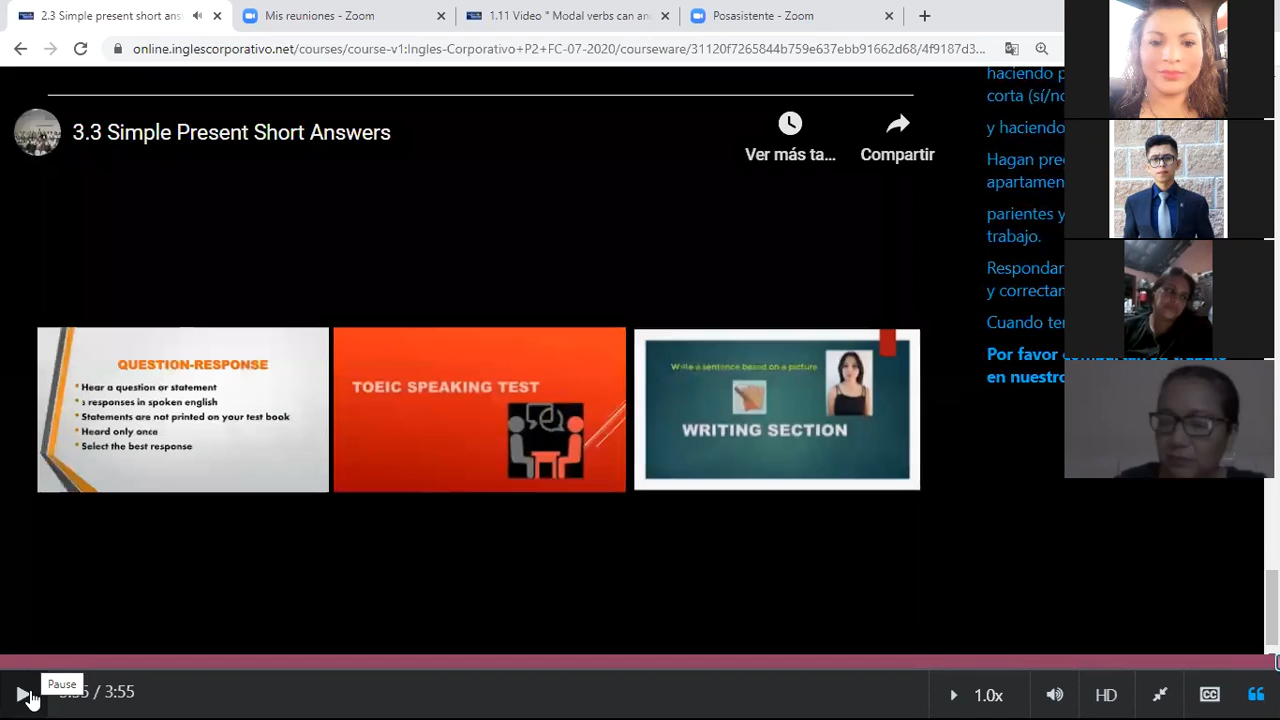 2.3 Simple present short ans
Mis reuniones - Zoom
1.11 Video " Modal verbs can an
Posasistente - Zoom
online.inglescorporativo.net/courses/course-v1:Ingles-Corporativo+P2+FC-07-2020/courseware/31120f7265844b759e637ebb91662d68/4f9187d3...
haciendo p
corta (sí/no
y haciendo
Hagan pre
apartamen
parientes y
trabajo.
Respondar
y correctan
Cuando ter
Por favor
en nuestro
3.3 Simple Present Short Answers
Ver más ta...
Compartir
QUESTION-RESPONSE
Hear a question or statement
3 responses in spoken english
Statements are not printed on your test book
Heard only once
Select the best response
TOEIC SPEAKING TEST
Write a sentence based on a picture
WRITING SECTION
Pause
/ 3:55
1.0x
HD
CC